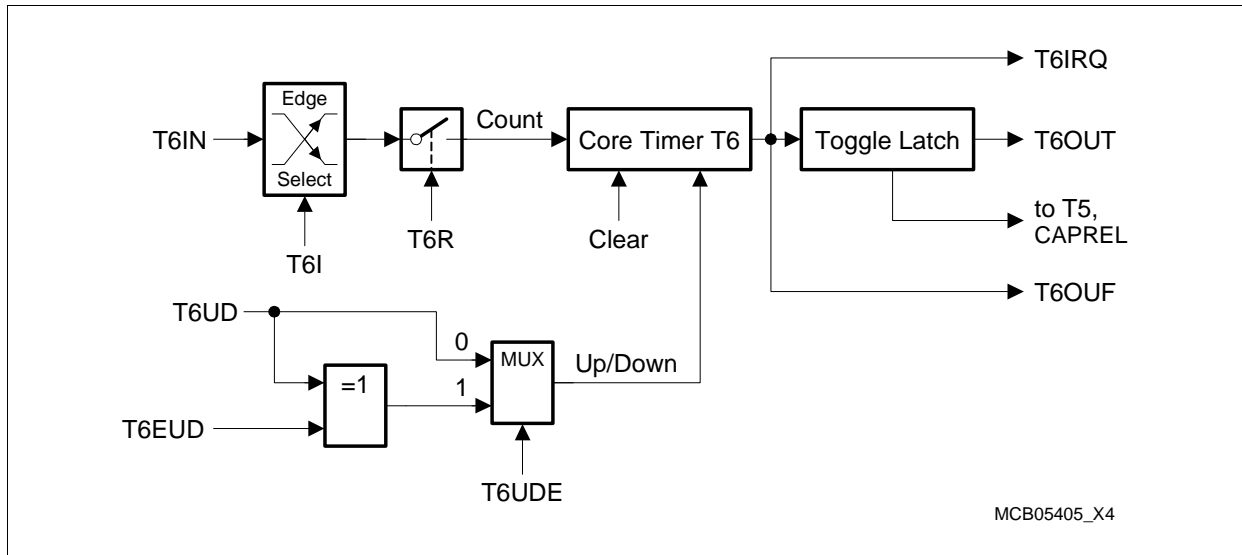 T6IRQ
Edge
Count
T6IN
Core Timer T6
Toggle Latch
T6OUT
Select
to T5,
CAPREL
T6R
Clear
T6I
T6OUF
T6UD
0
MUX
Up/Down
=1
1
T6EUD
T6UDE
MCB05405_X4